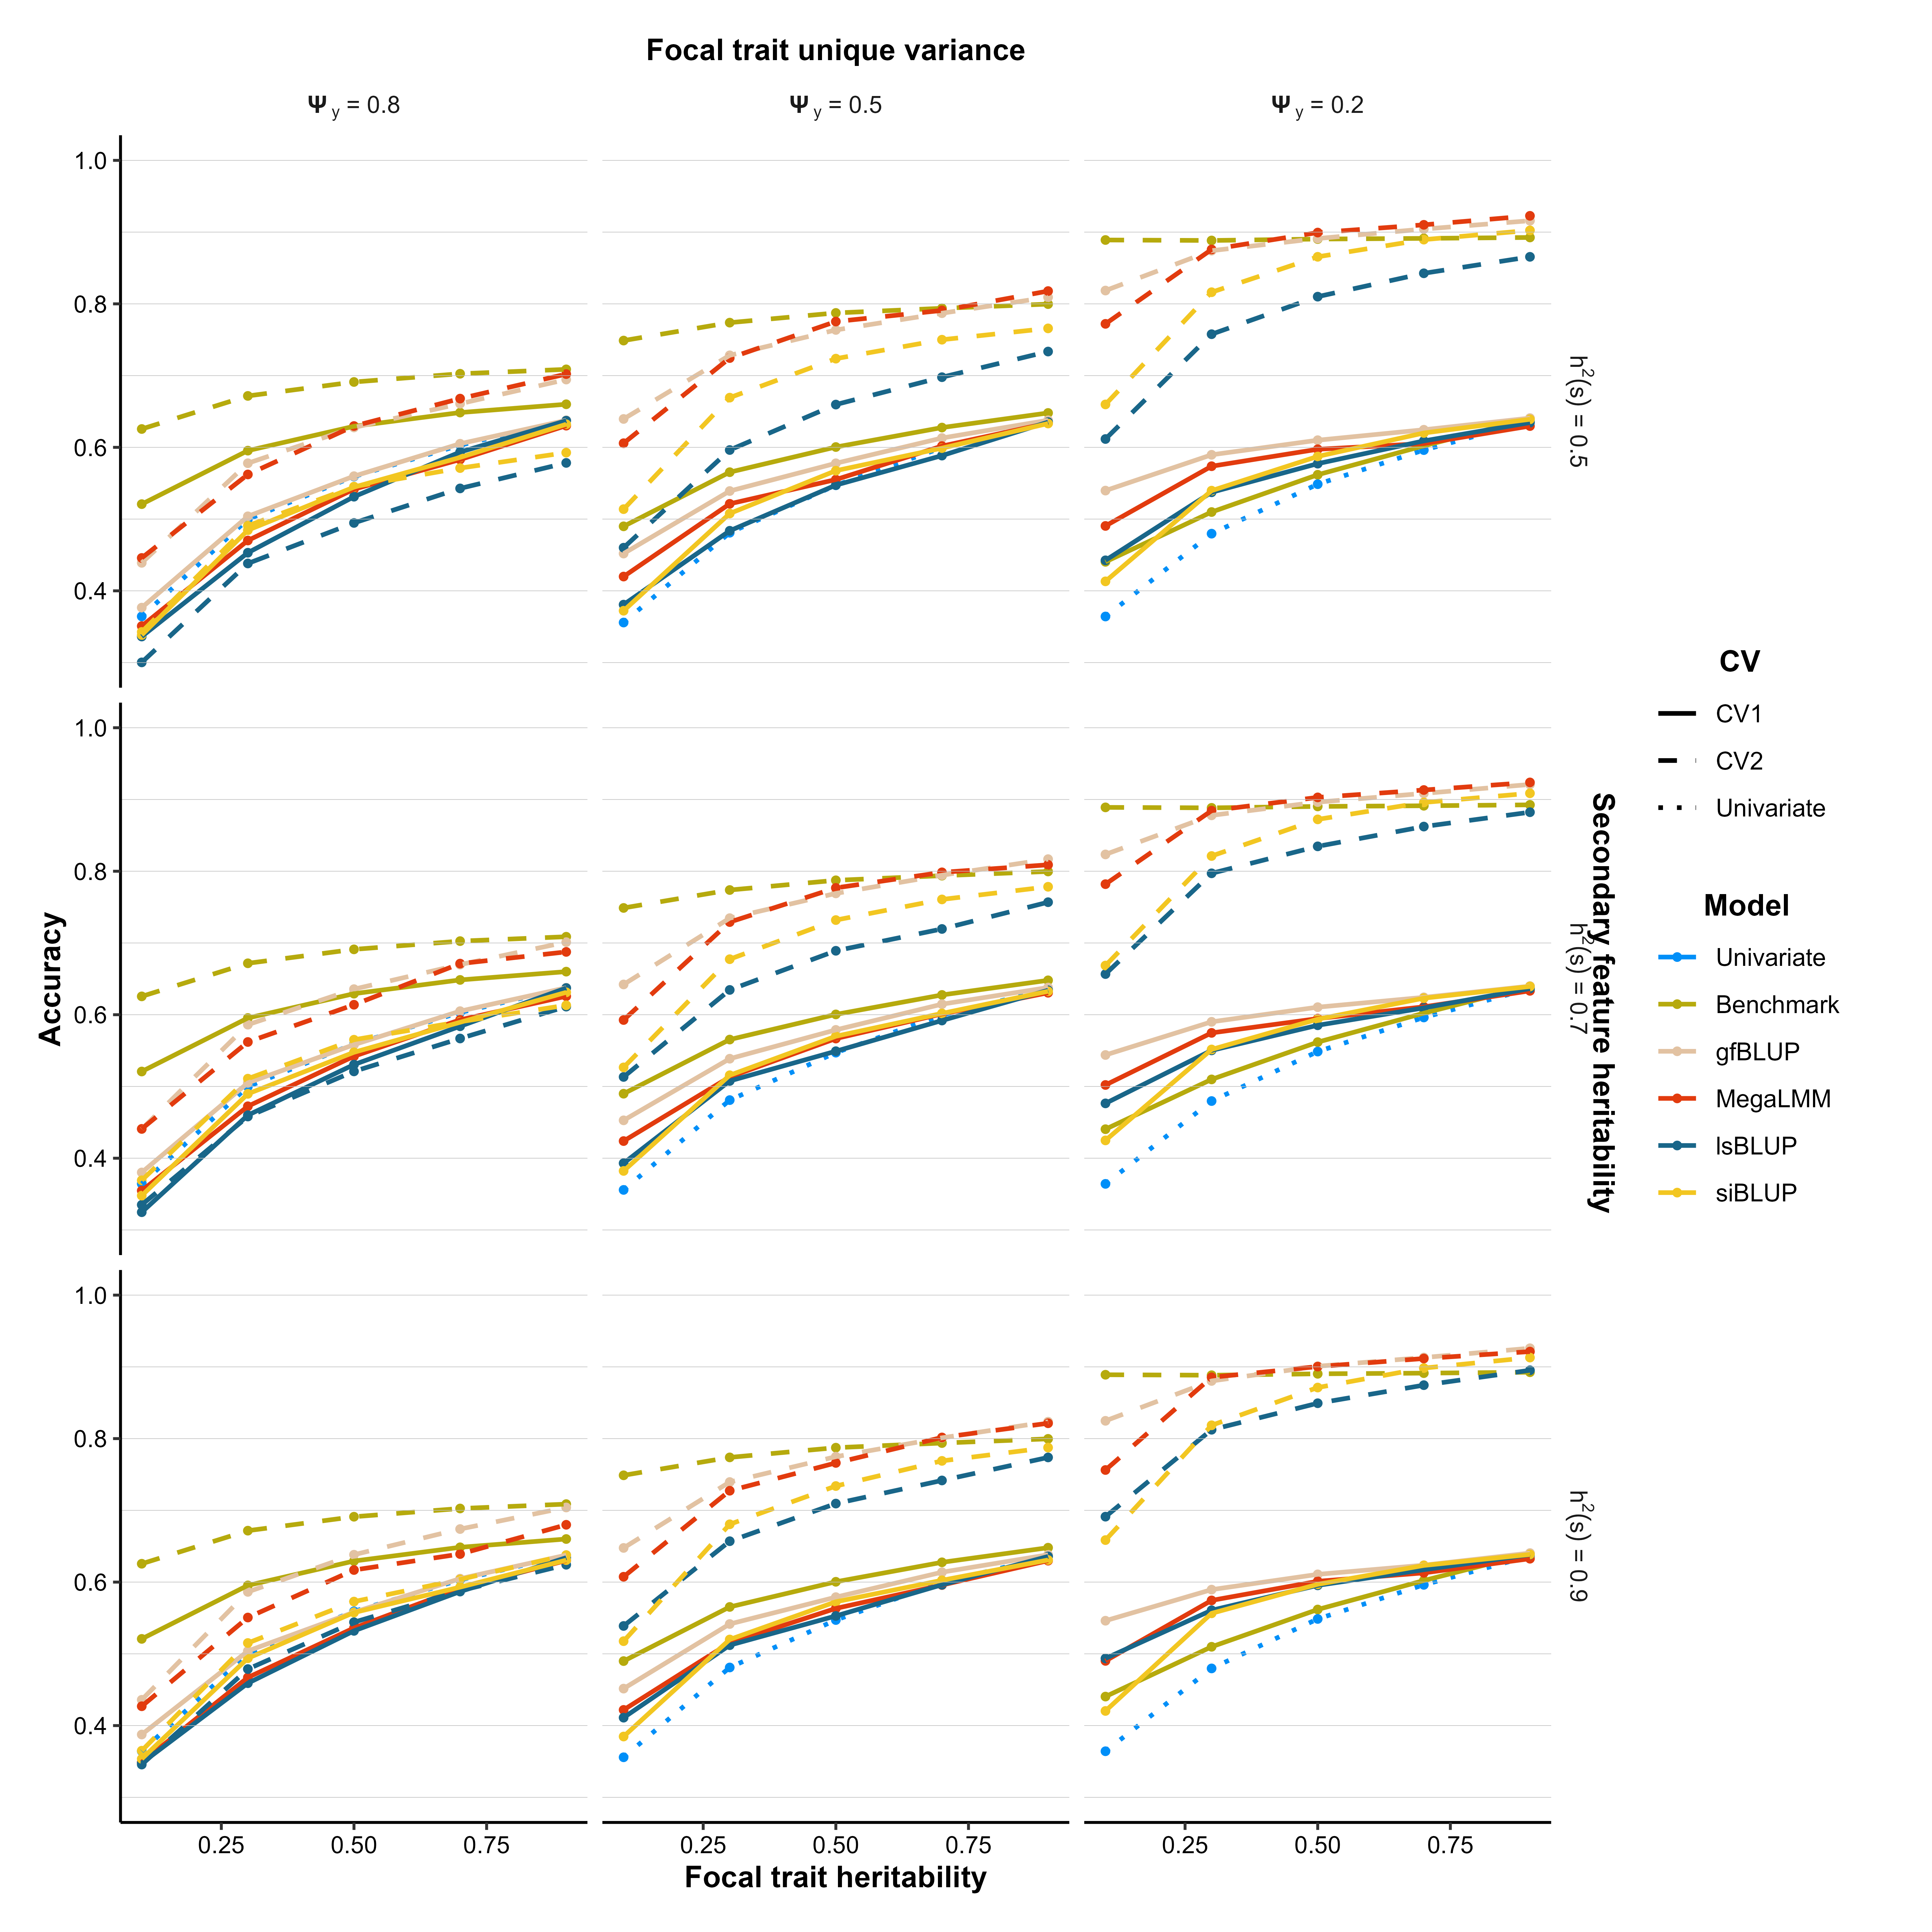 Focal trait unique variance
Ψy = 0.8
Ψy = 0.5
Ψy = 0.2
1.0
0.8
0.6
0.4
h2(s) = 0.5
1.0
0.8
0.6
0.4
h2(s) = 0.7
1.0
0.8
0.6
0.4
h2(s) = 0.9
Accuracy
Secondary feature heritability
0.25 0.50 0.75
0.25 0.50 0.75
0.25 0.50 0.75
Focal trait heritability
CV
CV1
CV2
Univariate
Model
Univariate
Benchmark
gfBLUP
MegaLMM
lsBLUP
siBLUP